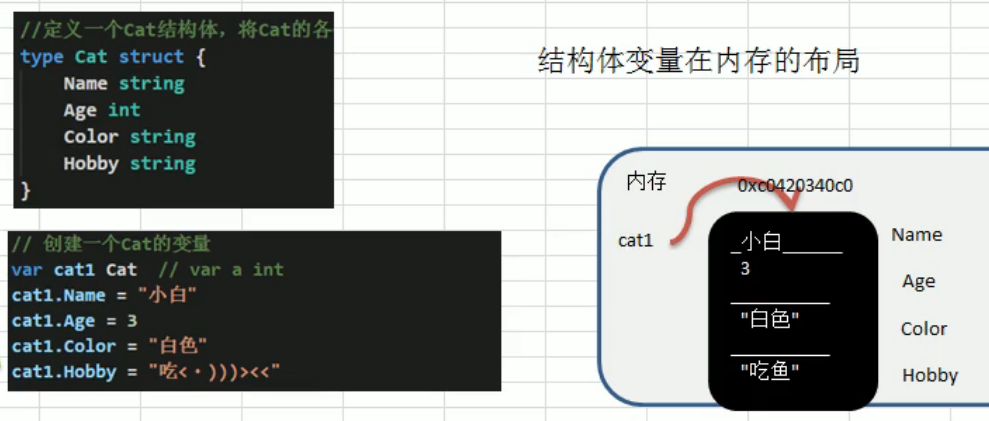 //定义一个Cat结构体，将Cat的各
type Cat struct {
Name string
Age int
Color string
Hobby string
}
// 创建一个Cat的变量
var cat1 Cat // var a int
cat1.Name = "小白"
cat1.Age = 3
cat1.Color = "白色"
cat1.Hobby = "吃<・)))><<"
结构体变量在内存的布局
内存
0xc0420340c0
cat1
_小白______
3
"白色"
"吃鱼"
Name
Age
Color
Hobby